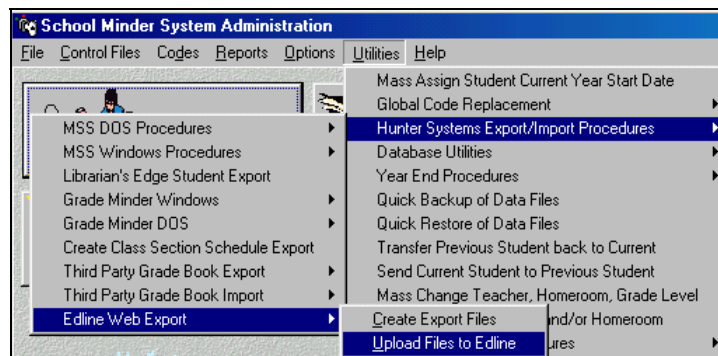 School Minder System Administration
File Control Files Codes Reports Options Utilities Help
Mass Assign Student Current Year Start Date
Global Code Replacement
Hunter Systems Export/Import Procedures
Database Utilities
Year End Procedures
Quick Backup of Data Files
Quick Restore of Data Files
Transfer Previous Student back to Current
Send Current Student to Previous Student
Mass Change Teacher, Homeroom, Grade Level
and/or Homeroom
MSS DOS Procedures
MSS Windows Procedures
Librarian's Edge Student Export
Grade Minder Windows
Grade Minder DOS
Create Class Section Schedule Export
Third Party Grade Book Export
Third Party Grade Book Import
Edline Web Export
Create Export Files
Upload Files to Edline